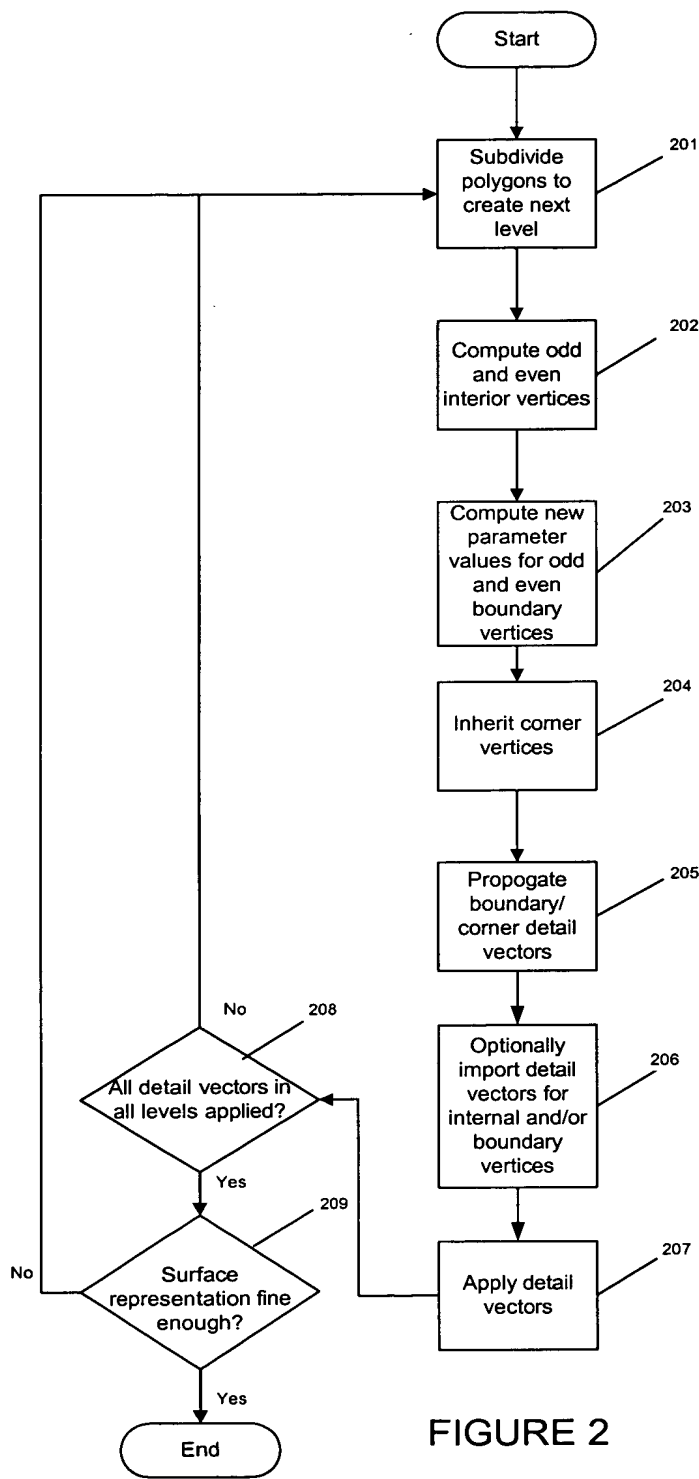 Start
201
Subdivide
polygons to
create next
level
202
Compute odd
and even
interior vertices
203
Compute new
parameter
values for odd
and even
boundary
vertices
204
Inherit corner
vertices
205
Propogate
boundary/
corner detail
vectors
206
Optionally
import detail
vectors for
internal and/or
boundary
vertices
207
Apply detail
vectors
No
208
All detail vectors in
all levels applied?
Yes
209
No
Surface
representation fine
enough?
Yes
End
FIGURE 2